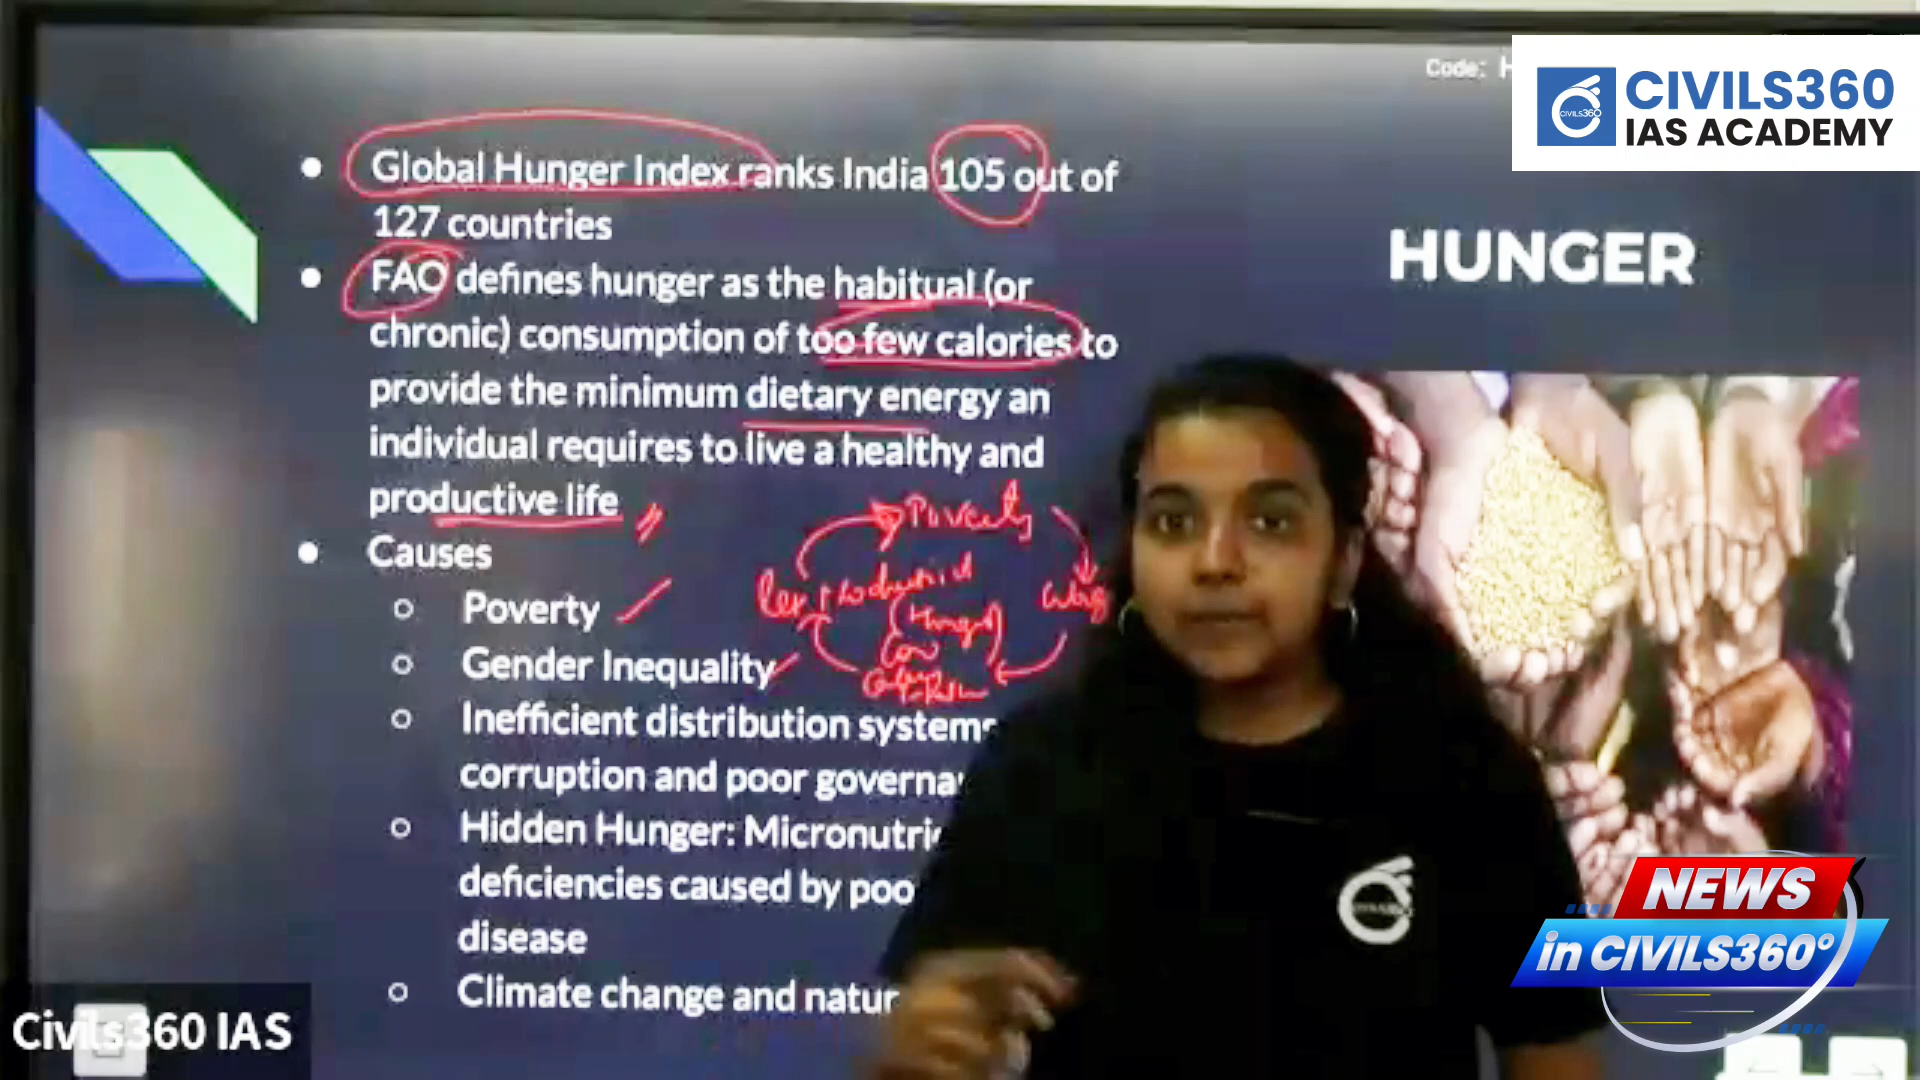 Code: H
CIVILS360
IAS ACADEMY
Global Hunger Index ranks India 105 out of
127 countries
HUNGER
FAO defines hunger as the habitual (or
chronic) consumption of too few calories to
provide the minimum dietary energy an
individual requires to live a healthy and
productive life
Poverty
Causes
Poverty
(Hunger)
Low
Gender Inequality
Inefficient distribution systems
corruption and poor governa
Hidden Hunger: Micronutri
deficiencies caused by poo
disease
Climate change and natur
NEWS
in CIVILS360°
Civils360 IAS